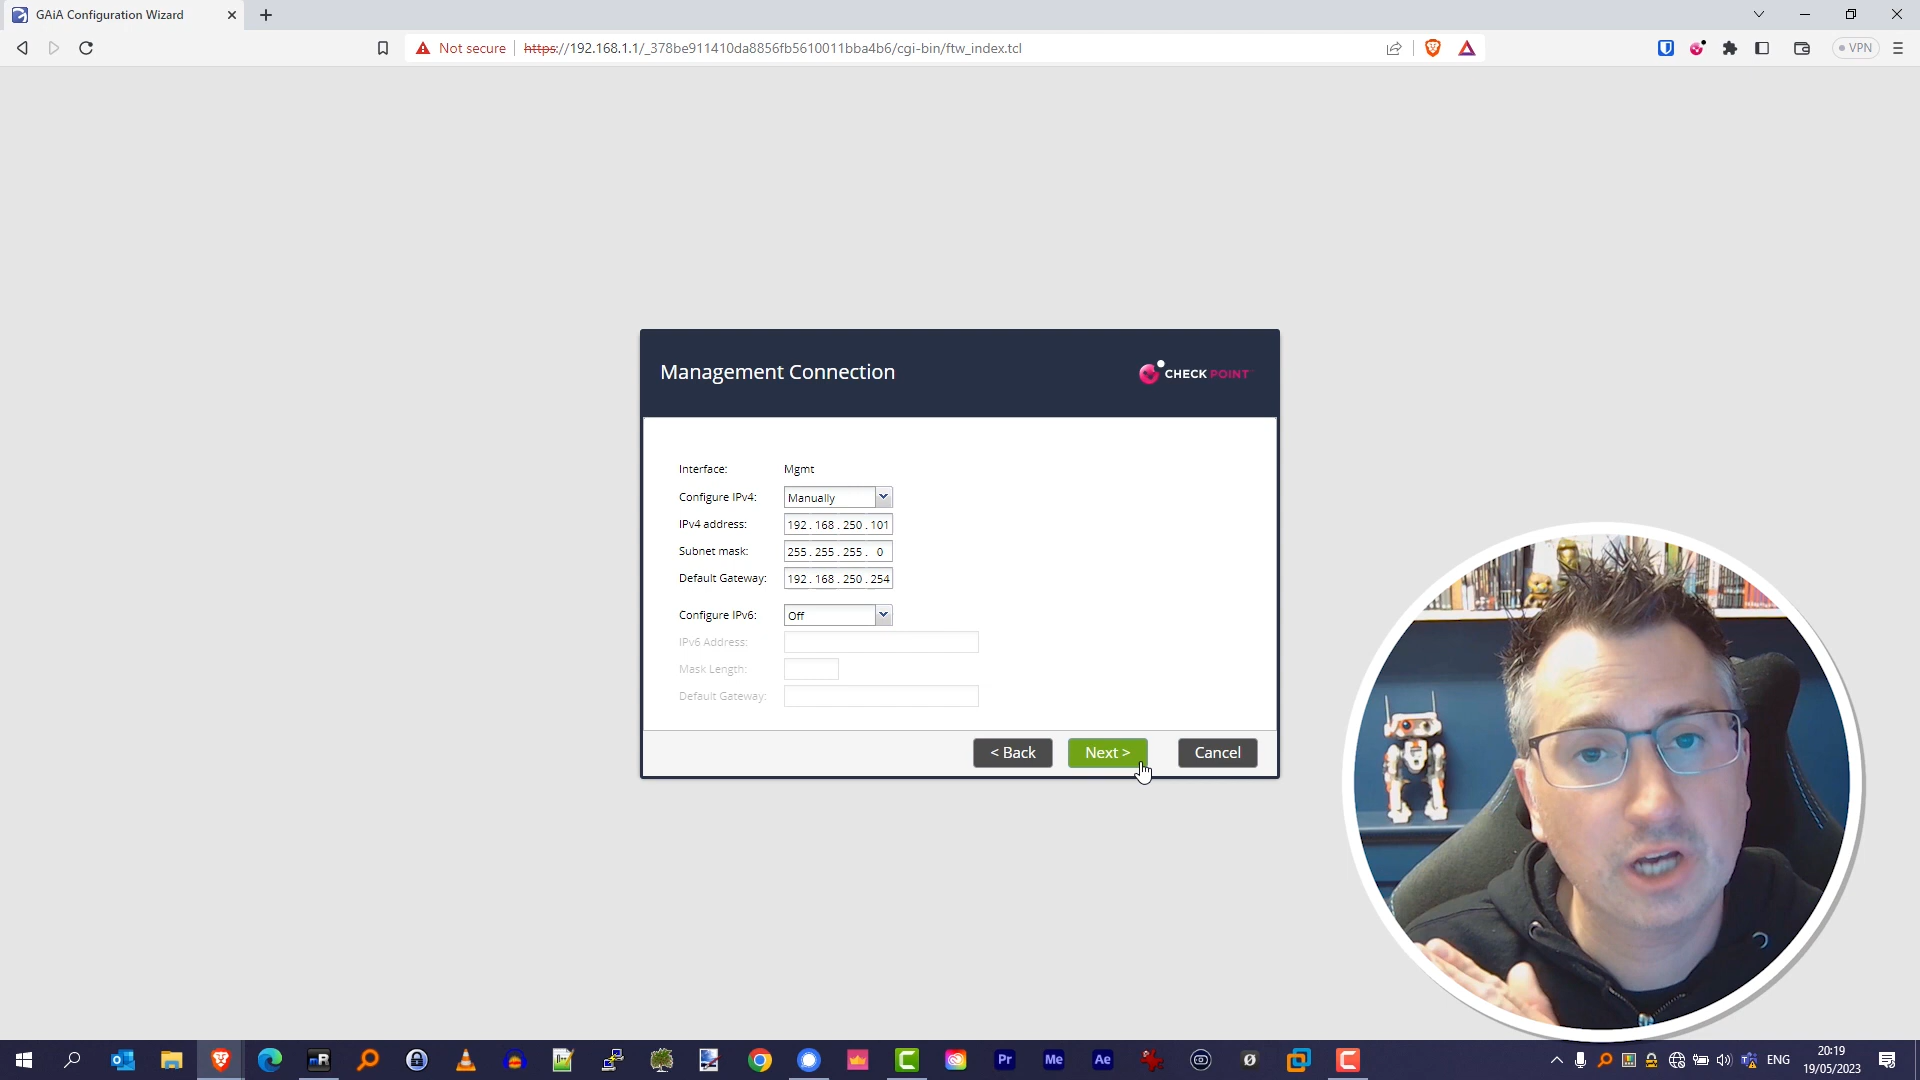 GAiA Configuration Wizard
Not secure https://192.168.1.1/_378be911410da8856fb5610011bba4b6/cgi-bin/ftw_index.tcl
VPN
Management Connection
CHECK POINT
Interface: Mgmt
Configure IPv4: Manually
IPv4 address: 192 . 168 . 250 . 101
Subnet mask: 255 . 255 . 255 . 0
Default Gateway: 192 . 168 . 250 . 254
Configure IPv6: Off
IPv6 Address:
Mask Length:
Default Gateway:
< Back Next > Cancel
Pr Me Ae
ENG
20:19
19/05/2023